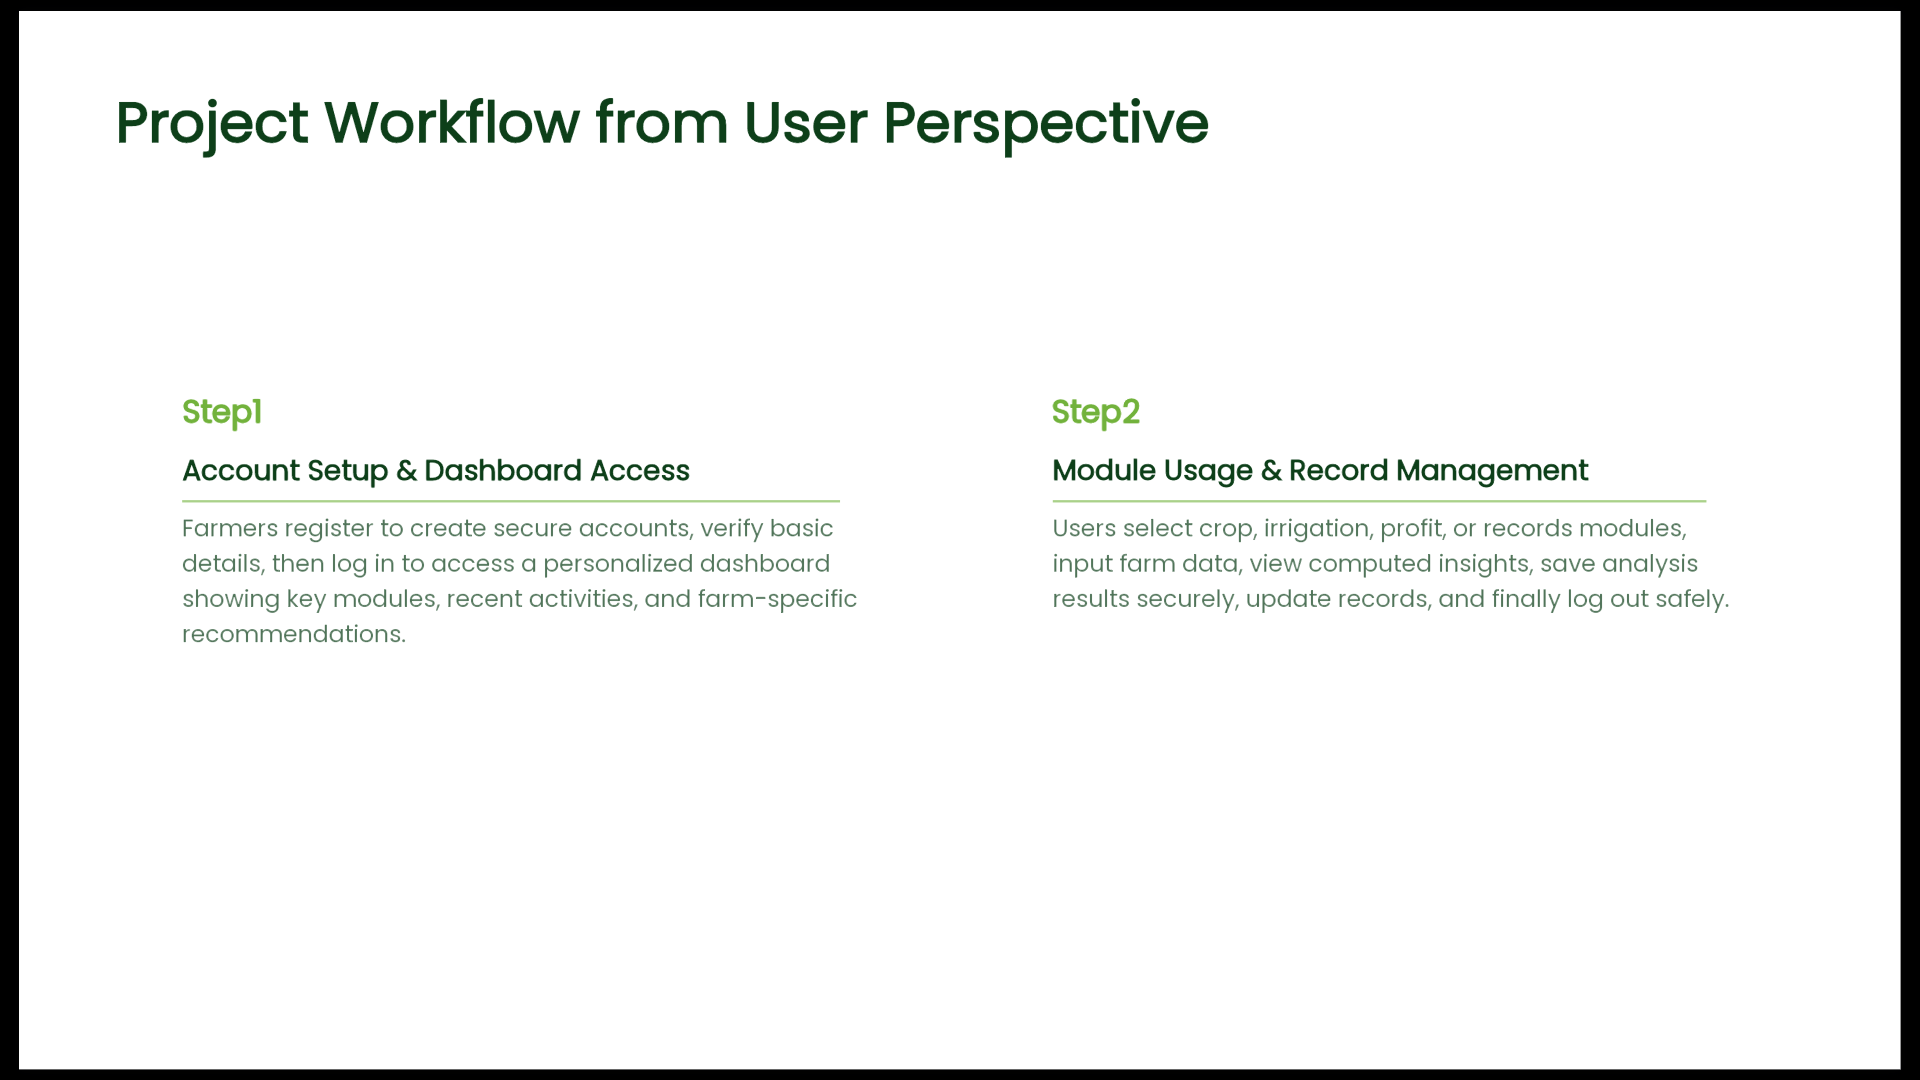 Project Workflow from User Perspective
Step1
Account Setup & Dashboard Access
Farmers register to create secure accounts, verify basic
details, then log in to access a personalized dashboard
showing key modules, recent activities, and farm-specific
recommendations.
Step2
Module Usage & Record Management
Users select crop, irrigation, profit, or records modules,
input farm data, view computed insights, save analysis
results securely, update records, and finally log out safely.